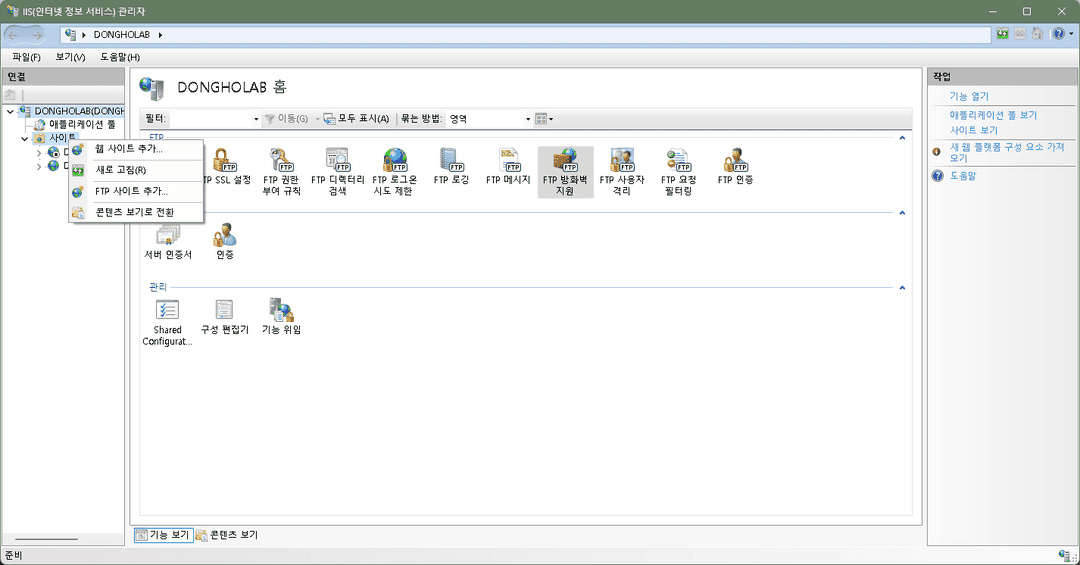 IIS(인터넷 정보 서비스) 관리자
DONGHOLAB
파일(F) 보기(V) 도움말(H)
연결
DONGHOLAB(DONGH
애플리케이션 풀
사이트
웹 사이트 추가...
새로 고침(R)
FTP 사이트 추가...
콘텐츠 보기로 전환
DONGHOLAB 홈
필터: 이동(G) 모두 표시(A) 묶는 방법: 영역
FTP
TP SSL 설정
FTP 권한
부여 규칙
FTP 디렉터리
검색
FTP 로그온
시도 제한
FTP 로깅
FTP 메시지
FTP 방화벽
지원
FTP 사용자
격리
FTP 요청
필터링
FTP 인증
서버 인증서
인증
관리
Shared
Configurat...
구성 편집기
기능 위임
기능 보기 콘텐츠 보기
작업
기능 열기
애플리케이션 풀 보기
사이트 보기
새 웹 플랫폼 구성 요소 가져
오기
도움말
준비